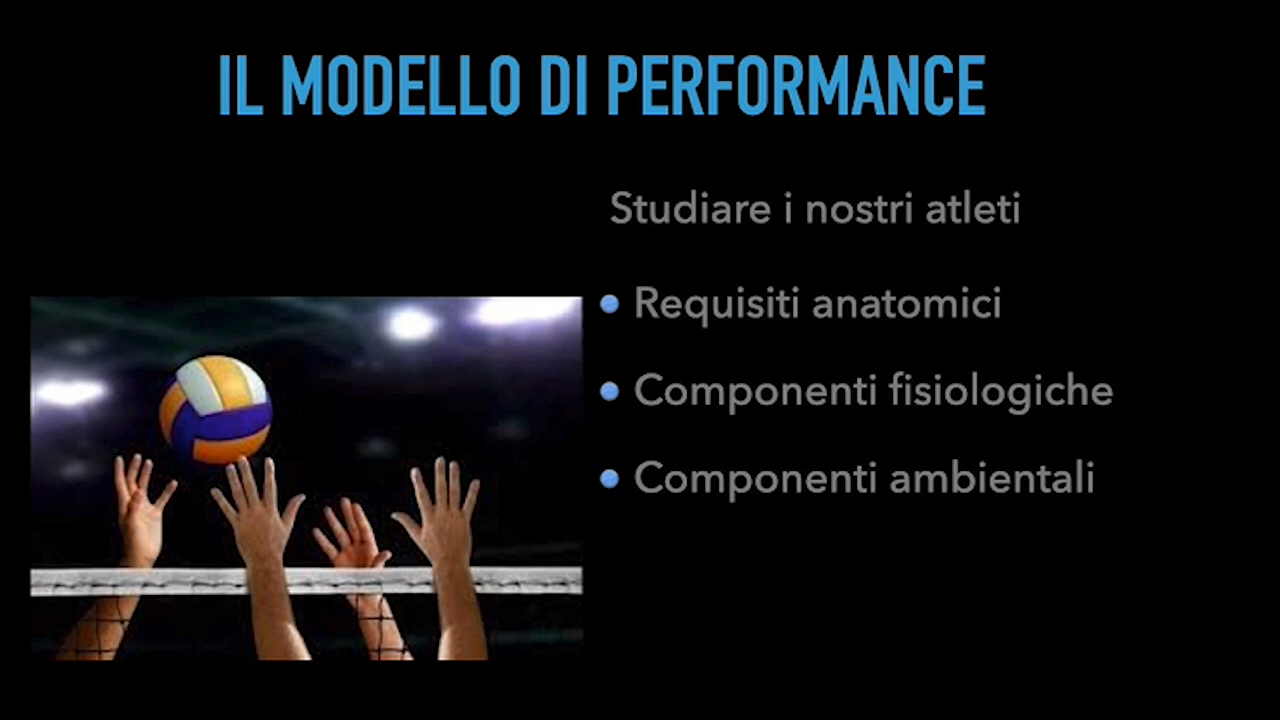 IL MODELLO DI PERFORMANCE
Studiare i nostri atleti
Requisiti anatomici
Componenti fisiologiche
Componenti ambientali